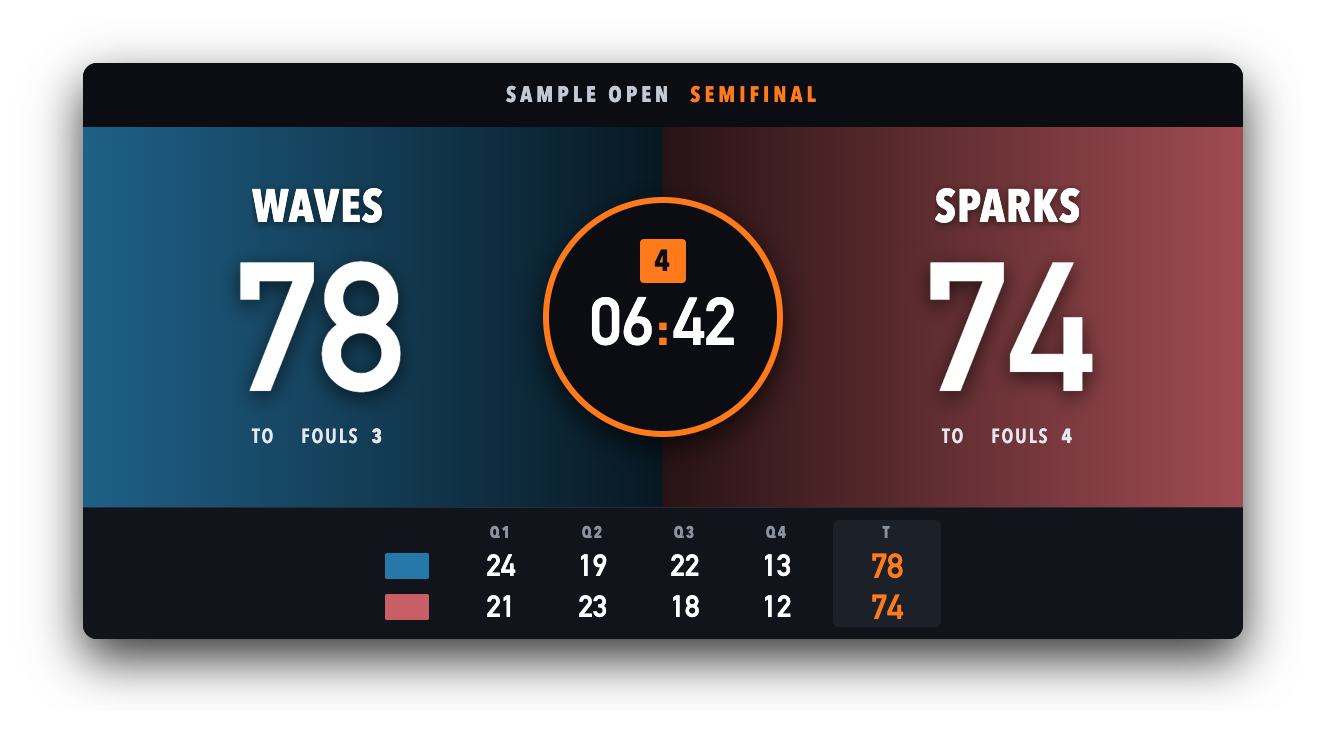 SAMPLE OPEN SEMIFINAL
WAVES
78
TO FOULS 3
4
06:42
SPARKS
74
TO FOULS 4
Q1 Q2 Q3 Q4 T
24 19 22 13 78
21 23 18 12 74